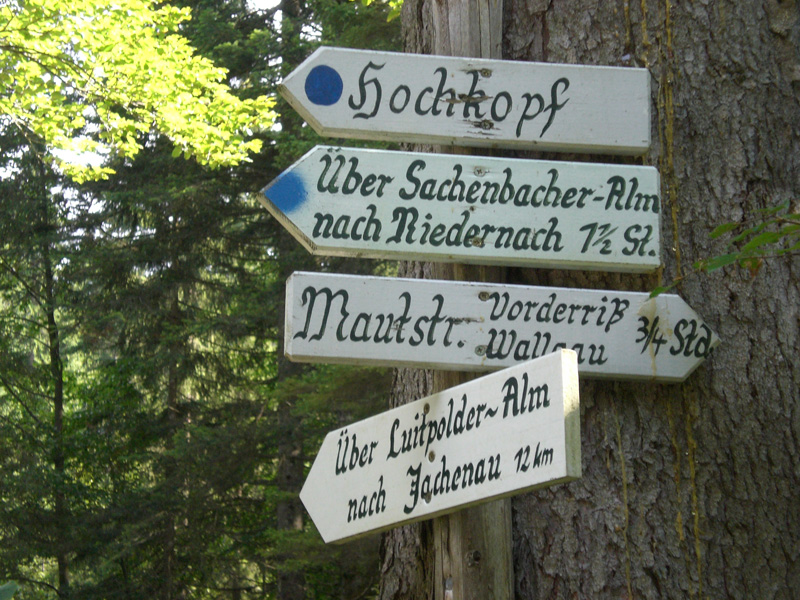 Hochkopf
Über Sachenbacher-Alm
nach Riedernach 1½ St.
Mautstr. Vorderriß 3/4 Std.
Wallgau
Über Luitpolder-Alm
nach Jachenau 12 km